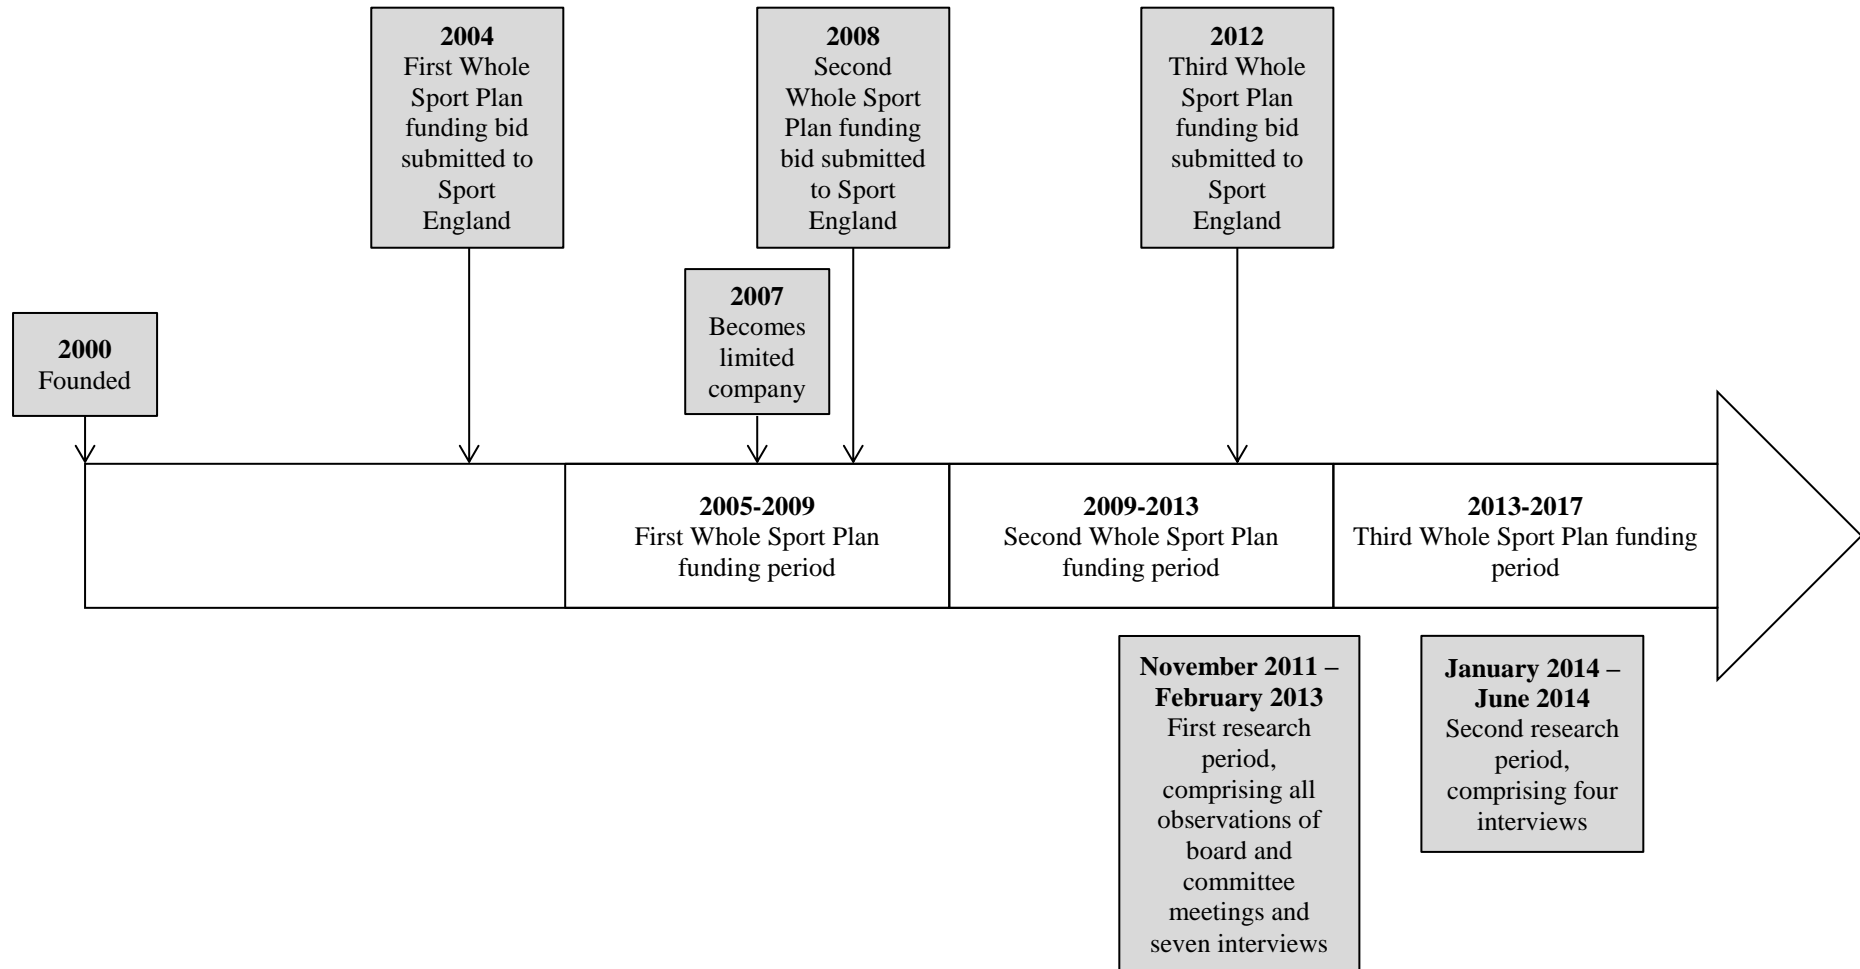 2004
First Whole
Sport Plan
funding bid
submitted to
Sport
England
2008
Second
Whole Sport
Plan funding
bid submitted
to Sport
England
2012
Third Whole
Sport Plan
funding bid
submitted to
Sport
England
2007
Becomes
limited
company
2000
Founded
2005-2009
First Whole Sport Plan
funding period
2009-2013
Second Whole Sport Plan
funding period
2013-2017
Third Whole Sport Plan funding
period
November 2011 –
February 2013
First research
period,
comprising all
observations of
board and
committee
meetings and
seven interviews
January 2014 –
June 2014
Second research
period,
comprising four
interviews